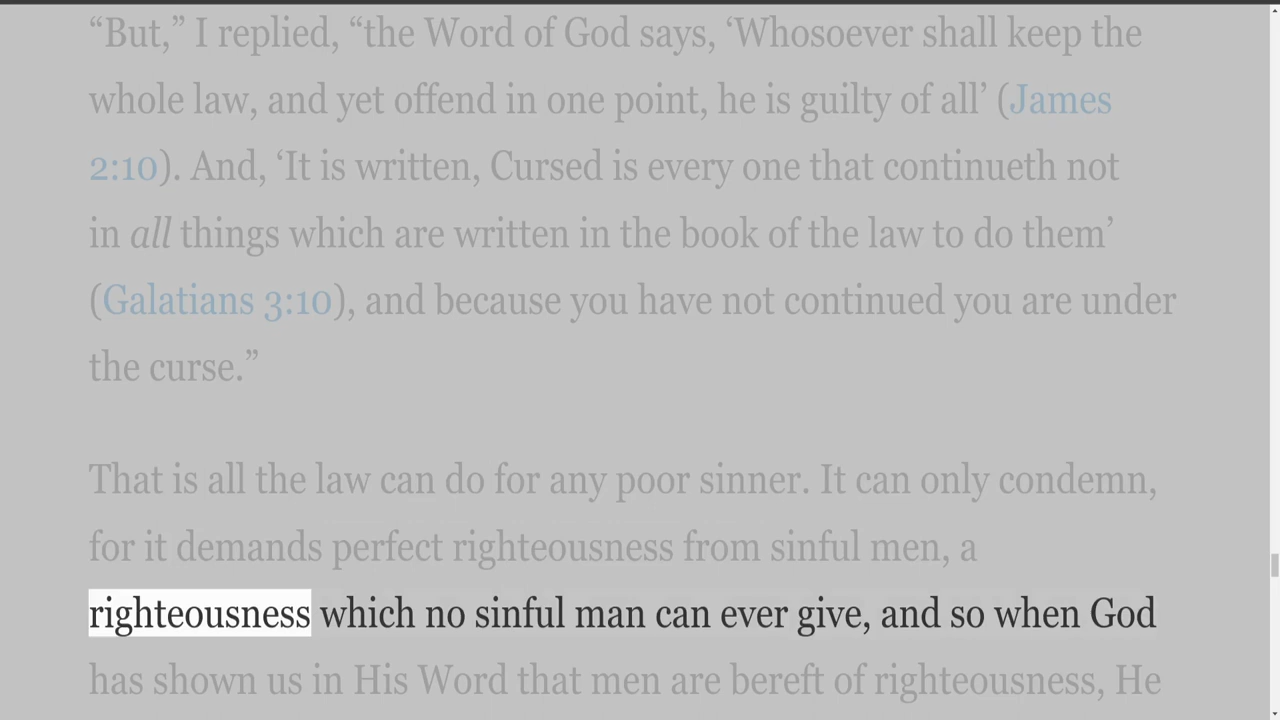 “But,” I replied, “the Word of God says, ‘Whosoever shall keep the
whole law, and yet offend in one point, he is guilty of all’ (James
2:10). And, ‘It is written, Cursed is every one that continueth not
in all things which are written in the book of the law to do them’
(Galatians 3:10), and because you have not continued you are under
the curse.”
That is all the law can do for any poor sinner. It can only condemn,
for it demands perfect righteousness from sinful men, a
righteousness which no sinful man can ever give, and so when God
has shown us in His Word that men are bereft of righteousness, He